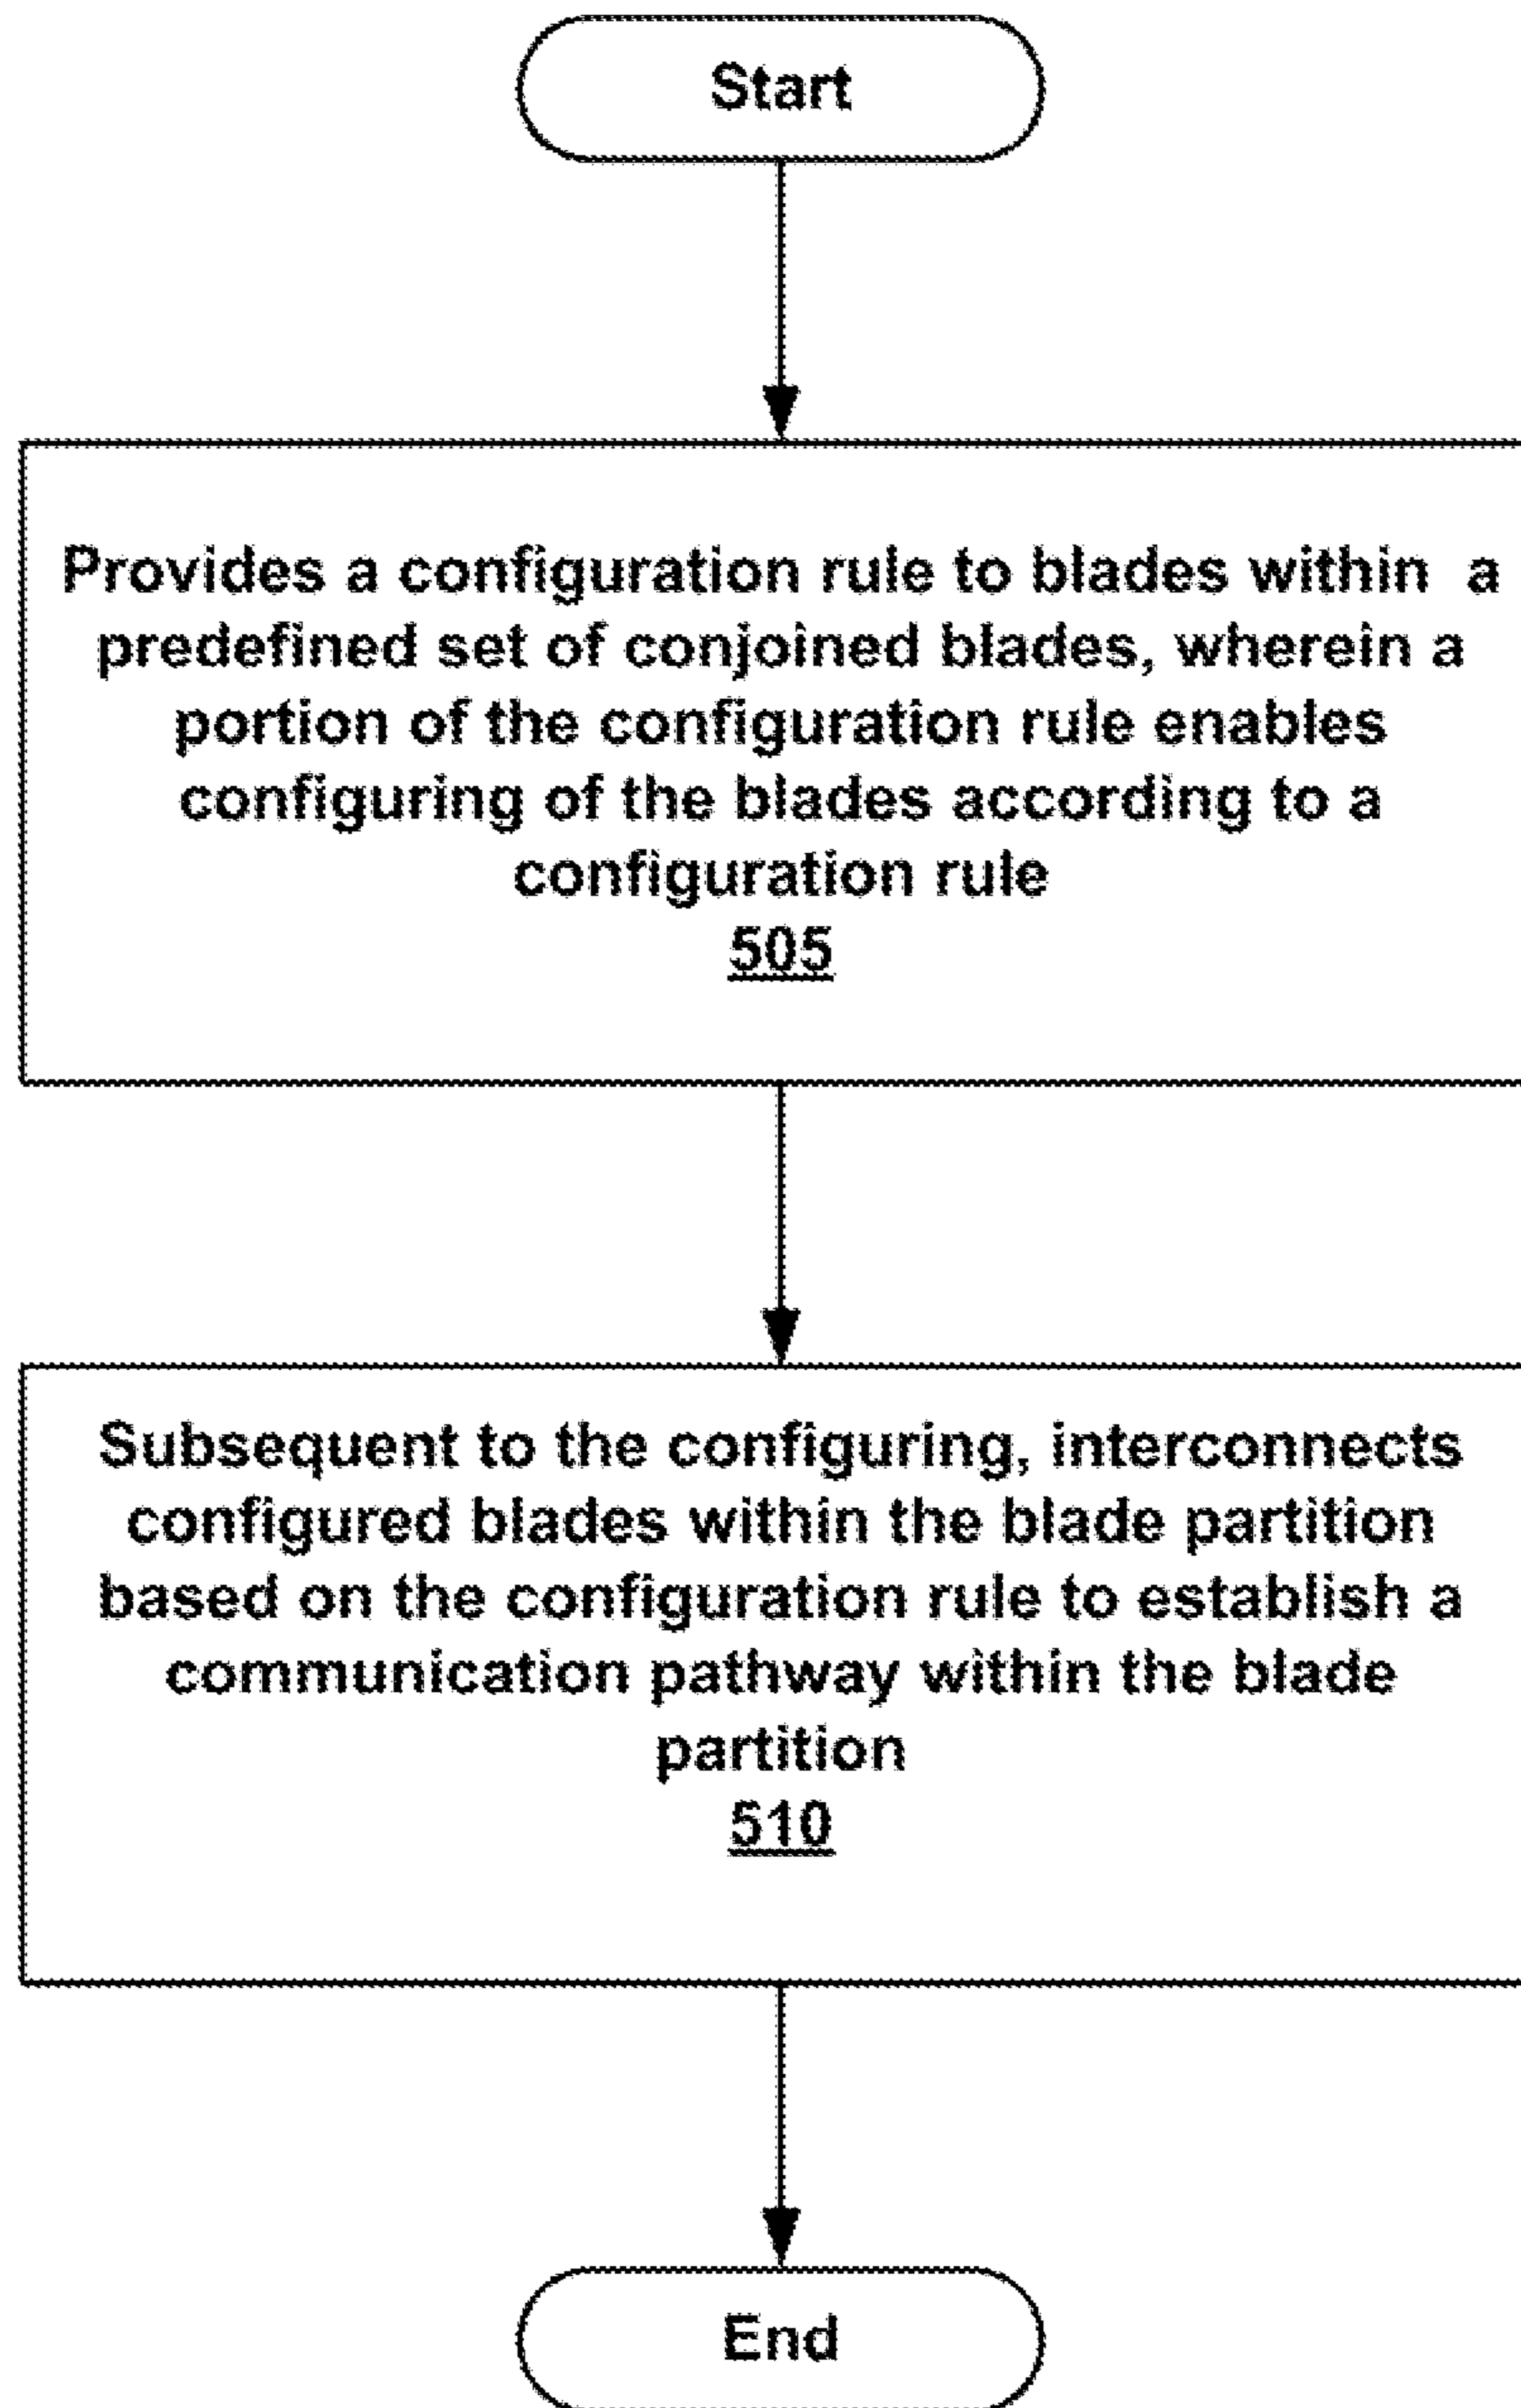 Start
Provides a configuration rule to blades within a
predefined set of conjoined blades, wherein a
portion of the configuration rule enables
configuring of the blades according to a
configuration rule
505
Subsequent to the configuring, interconnects
configured blades within the blade partition
based on the configuration rule to establish a
communication pathway within the blade
partition
510
End